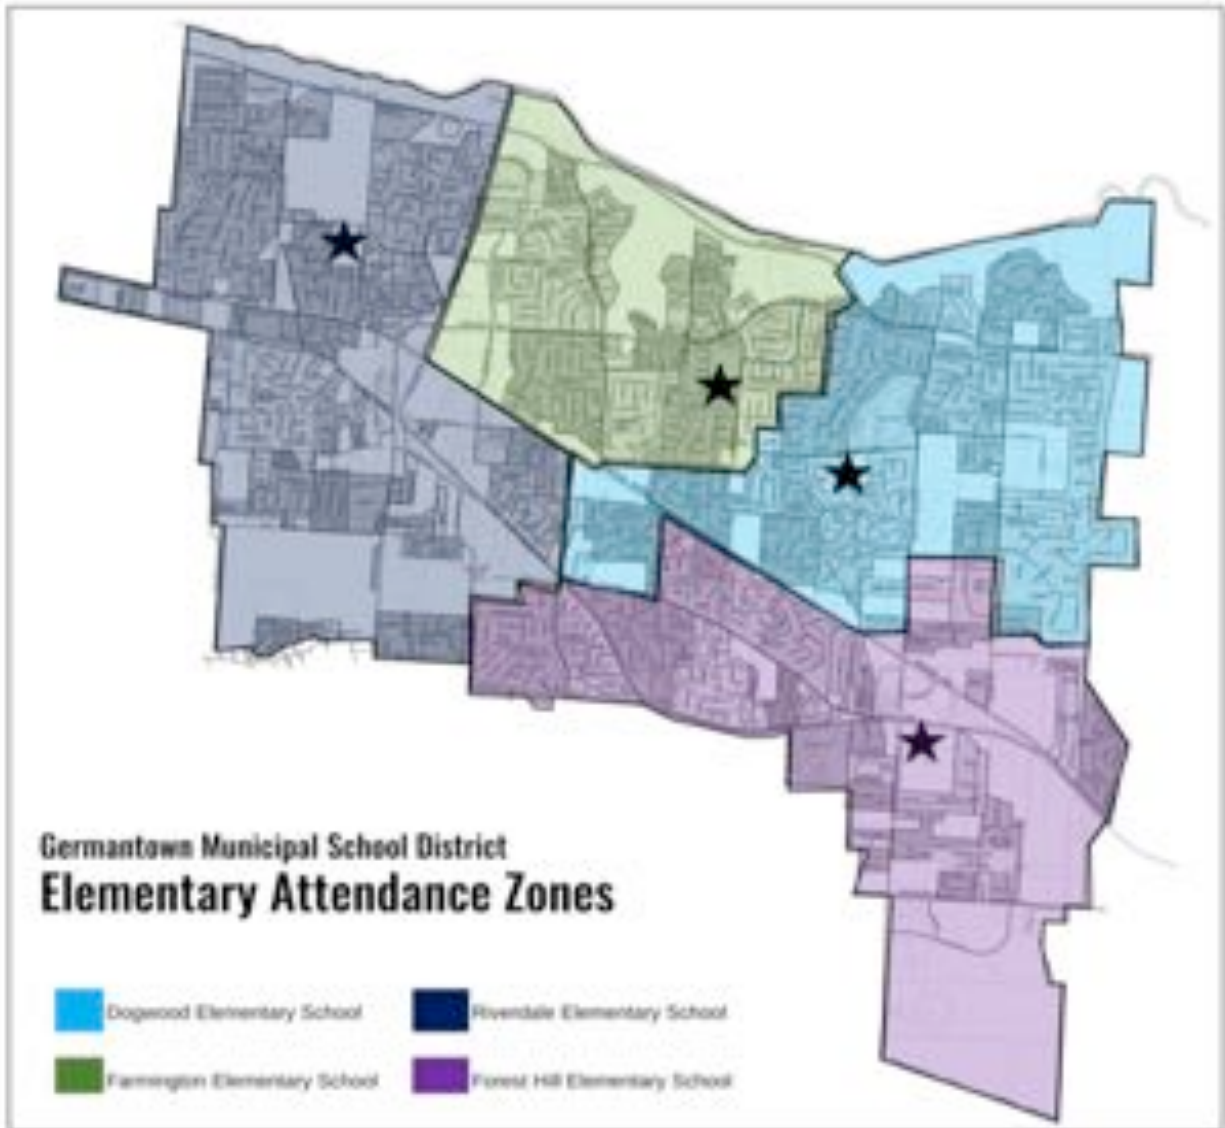 Germantown Municipal School District
Elementary Attendance Zones
Dogwood Elementary School
Riverdale Elementary School
Farmington Elementary School
Forest Hill Elementary School